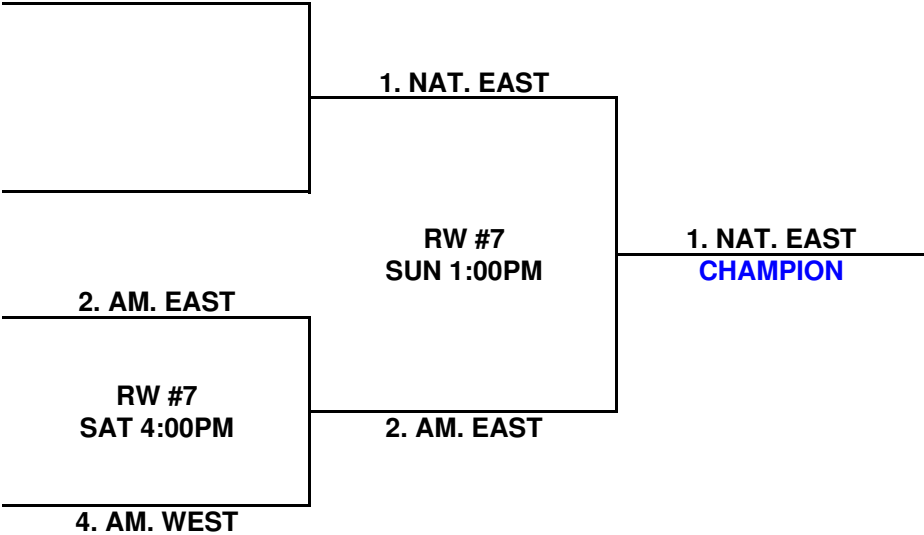 1. NAT. EAST
RW #7
SUN 1:00PM
1. NAT. EAST
CHAMPION
2. AM. EAST
RW #7
SAT 4:00PM
2. AM. EAST
4. AM. WEST